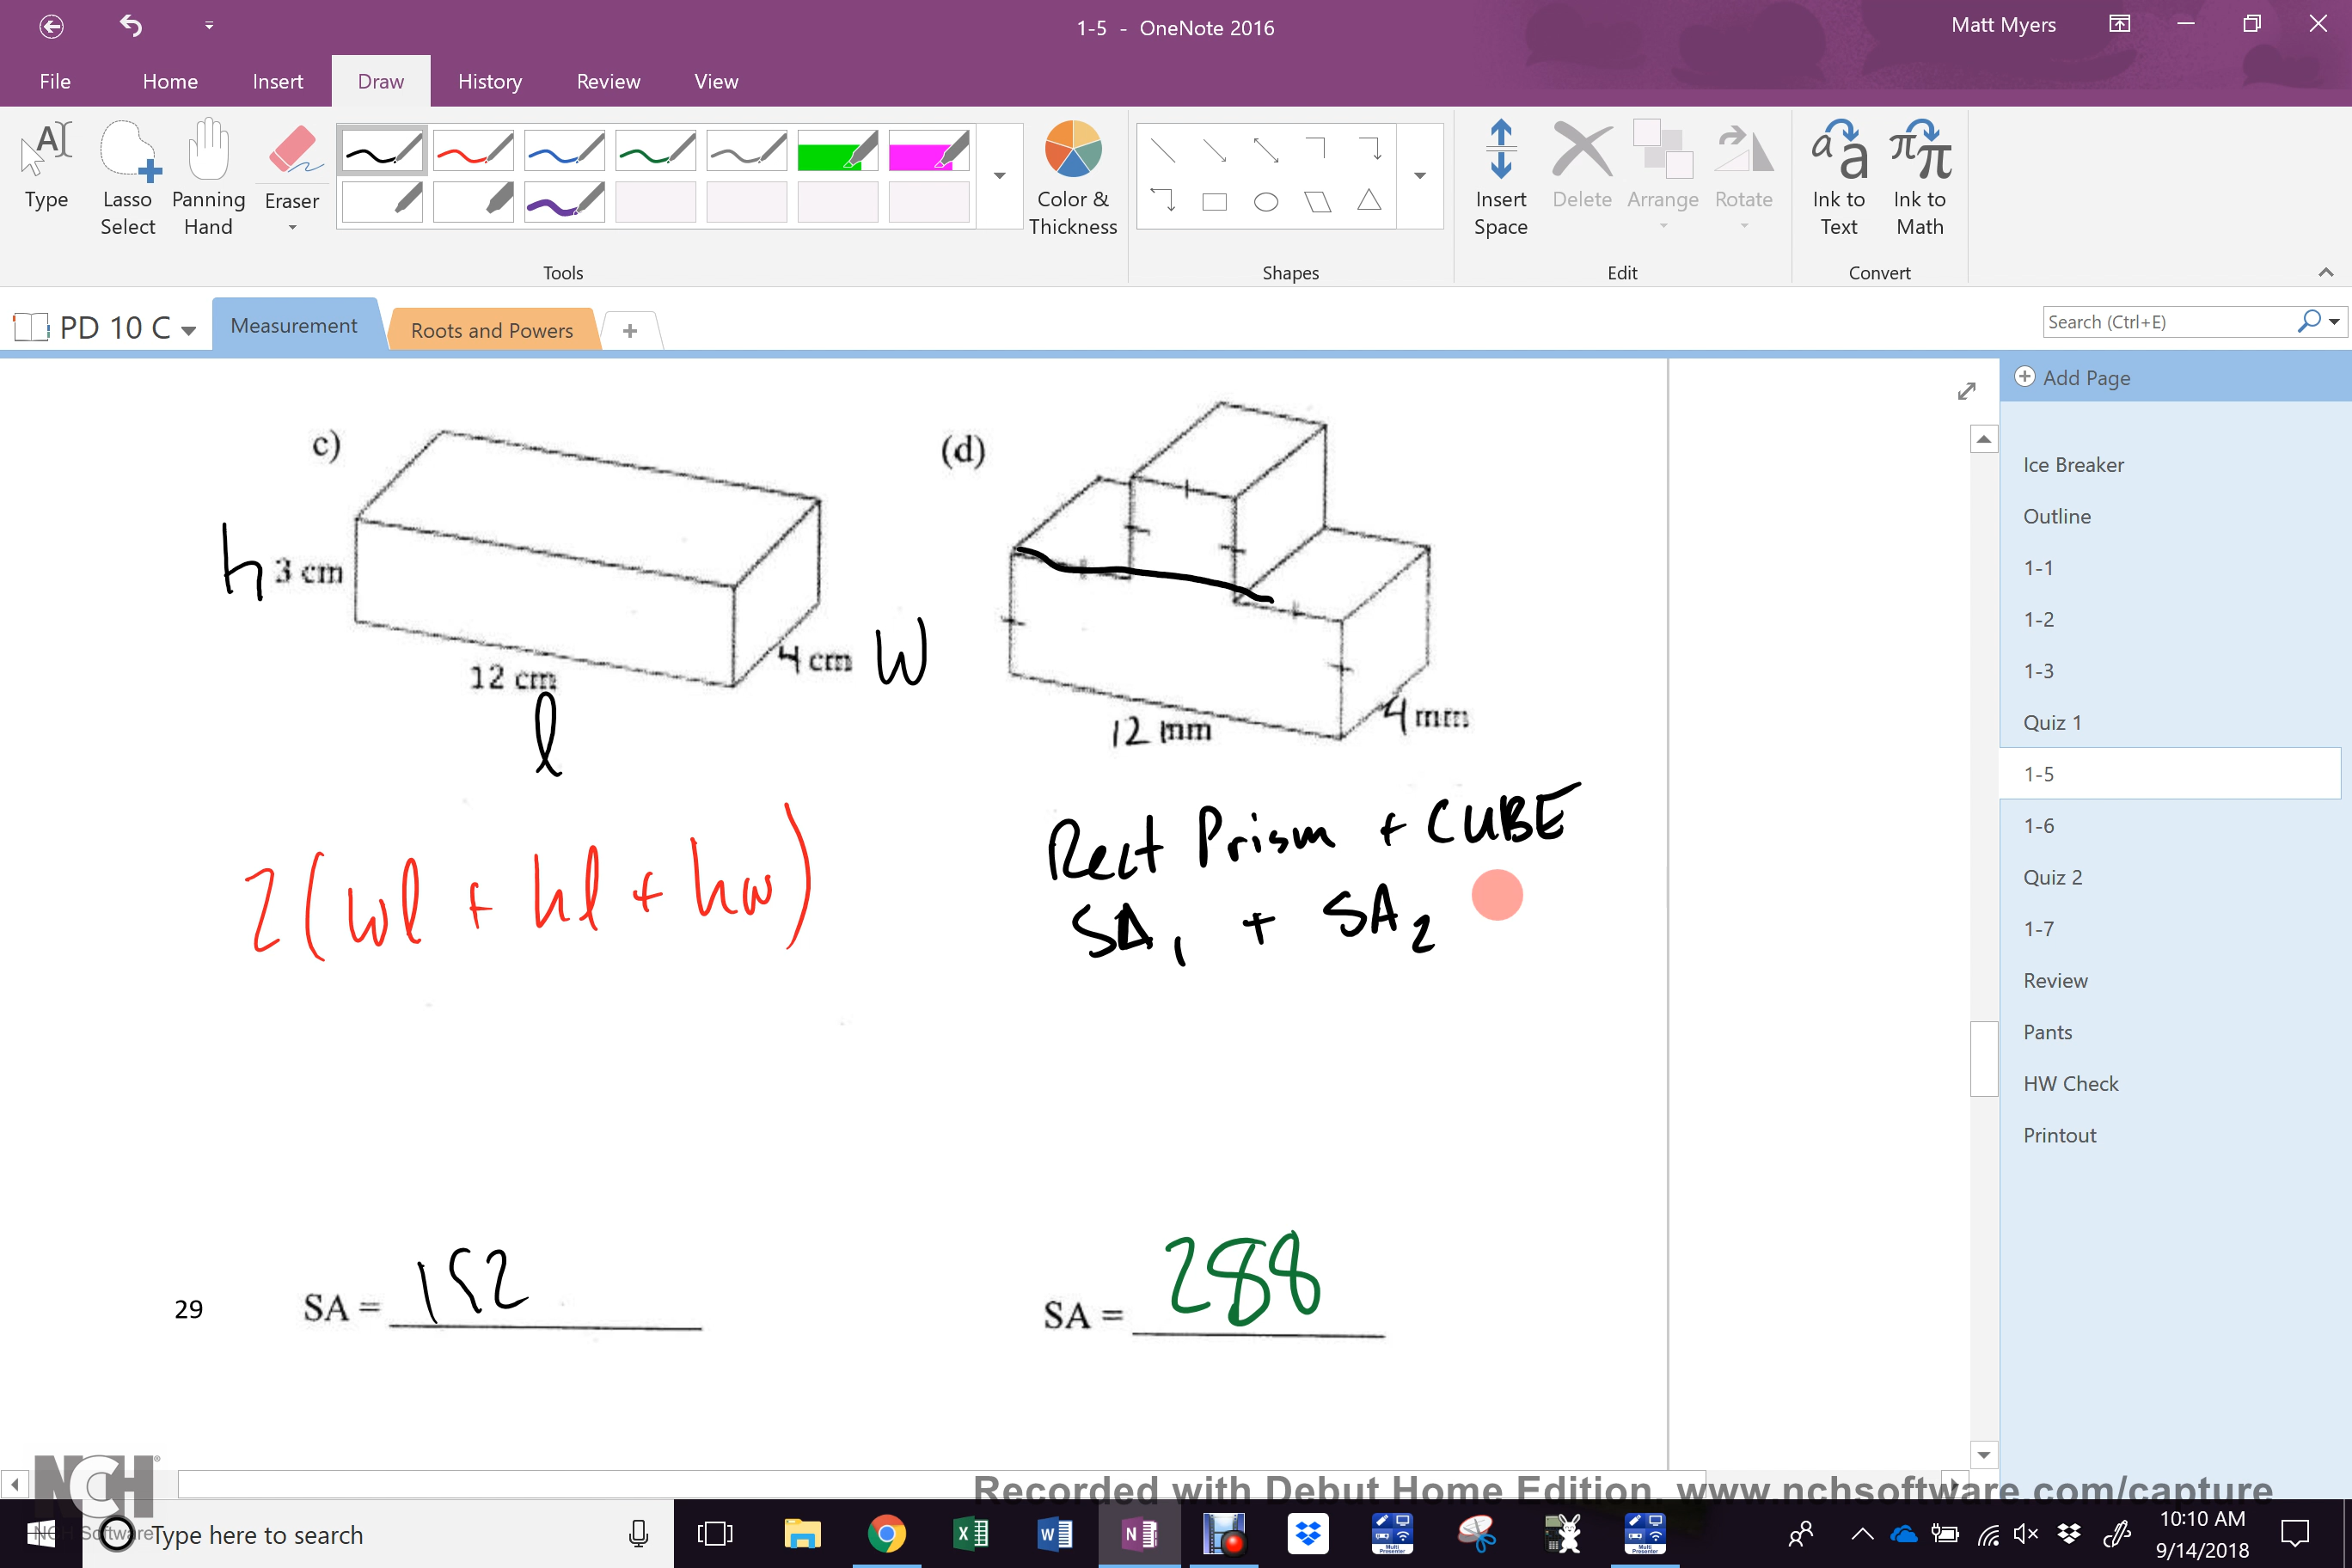 1-5 - OneNote 2016
Matt Myers
File Home Insert Draw History Review View
Type
Lasso Select
Panning Hand
Eraser
Color & Thickness
Insert Space
Delete
Arrange
Rotate
Ink to Text
Ink to Math
Tools
Shapes
Edit
Convert
PD 10 C
Measurement
Roots and Powers
Search (Ctrl+E)
Add Page
Ice Breaker
Outline
1-1
1-2
1-3
Quiz 1
1-5
1-6
Quiz 2
1-7
Review
Pants
HW Check
Printout
c)
h 3 cm
12 cm
l
4 cm W
2(wl + hl + hw)
(d)
12 mm
4 mm
Rect Prism + CUBE
SA1 + SA2
29
SA = 192
SA = 288
NCH®
NCH Software
Recorded with Debut Home Edition. www.nchsoftware.com/capture
Type here to search
10:10 AM
9/14/2018